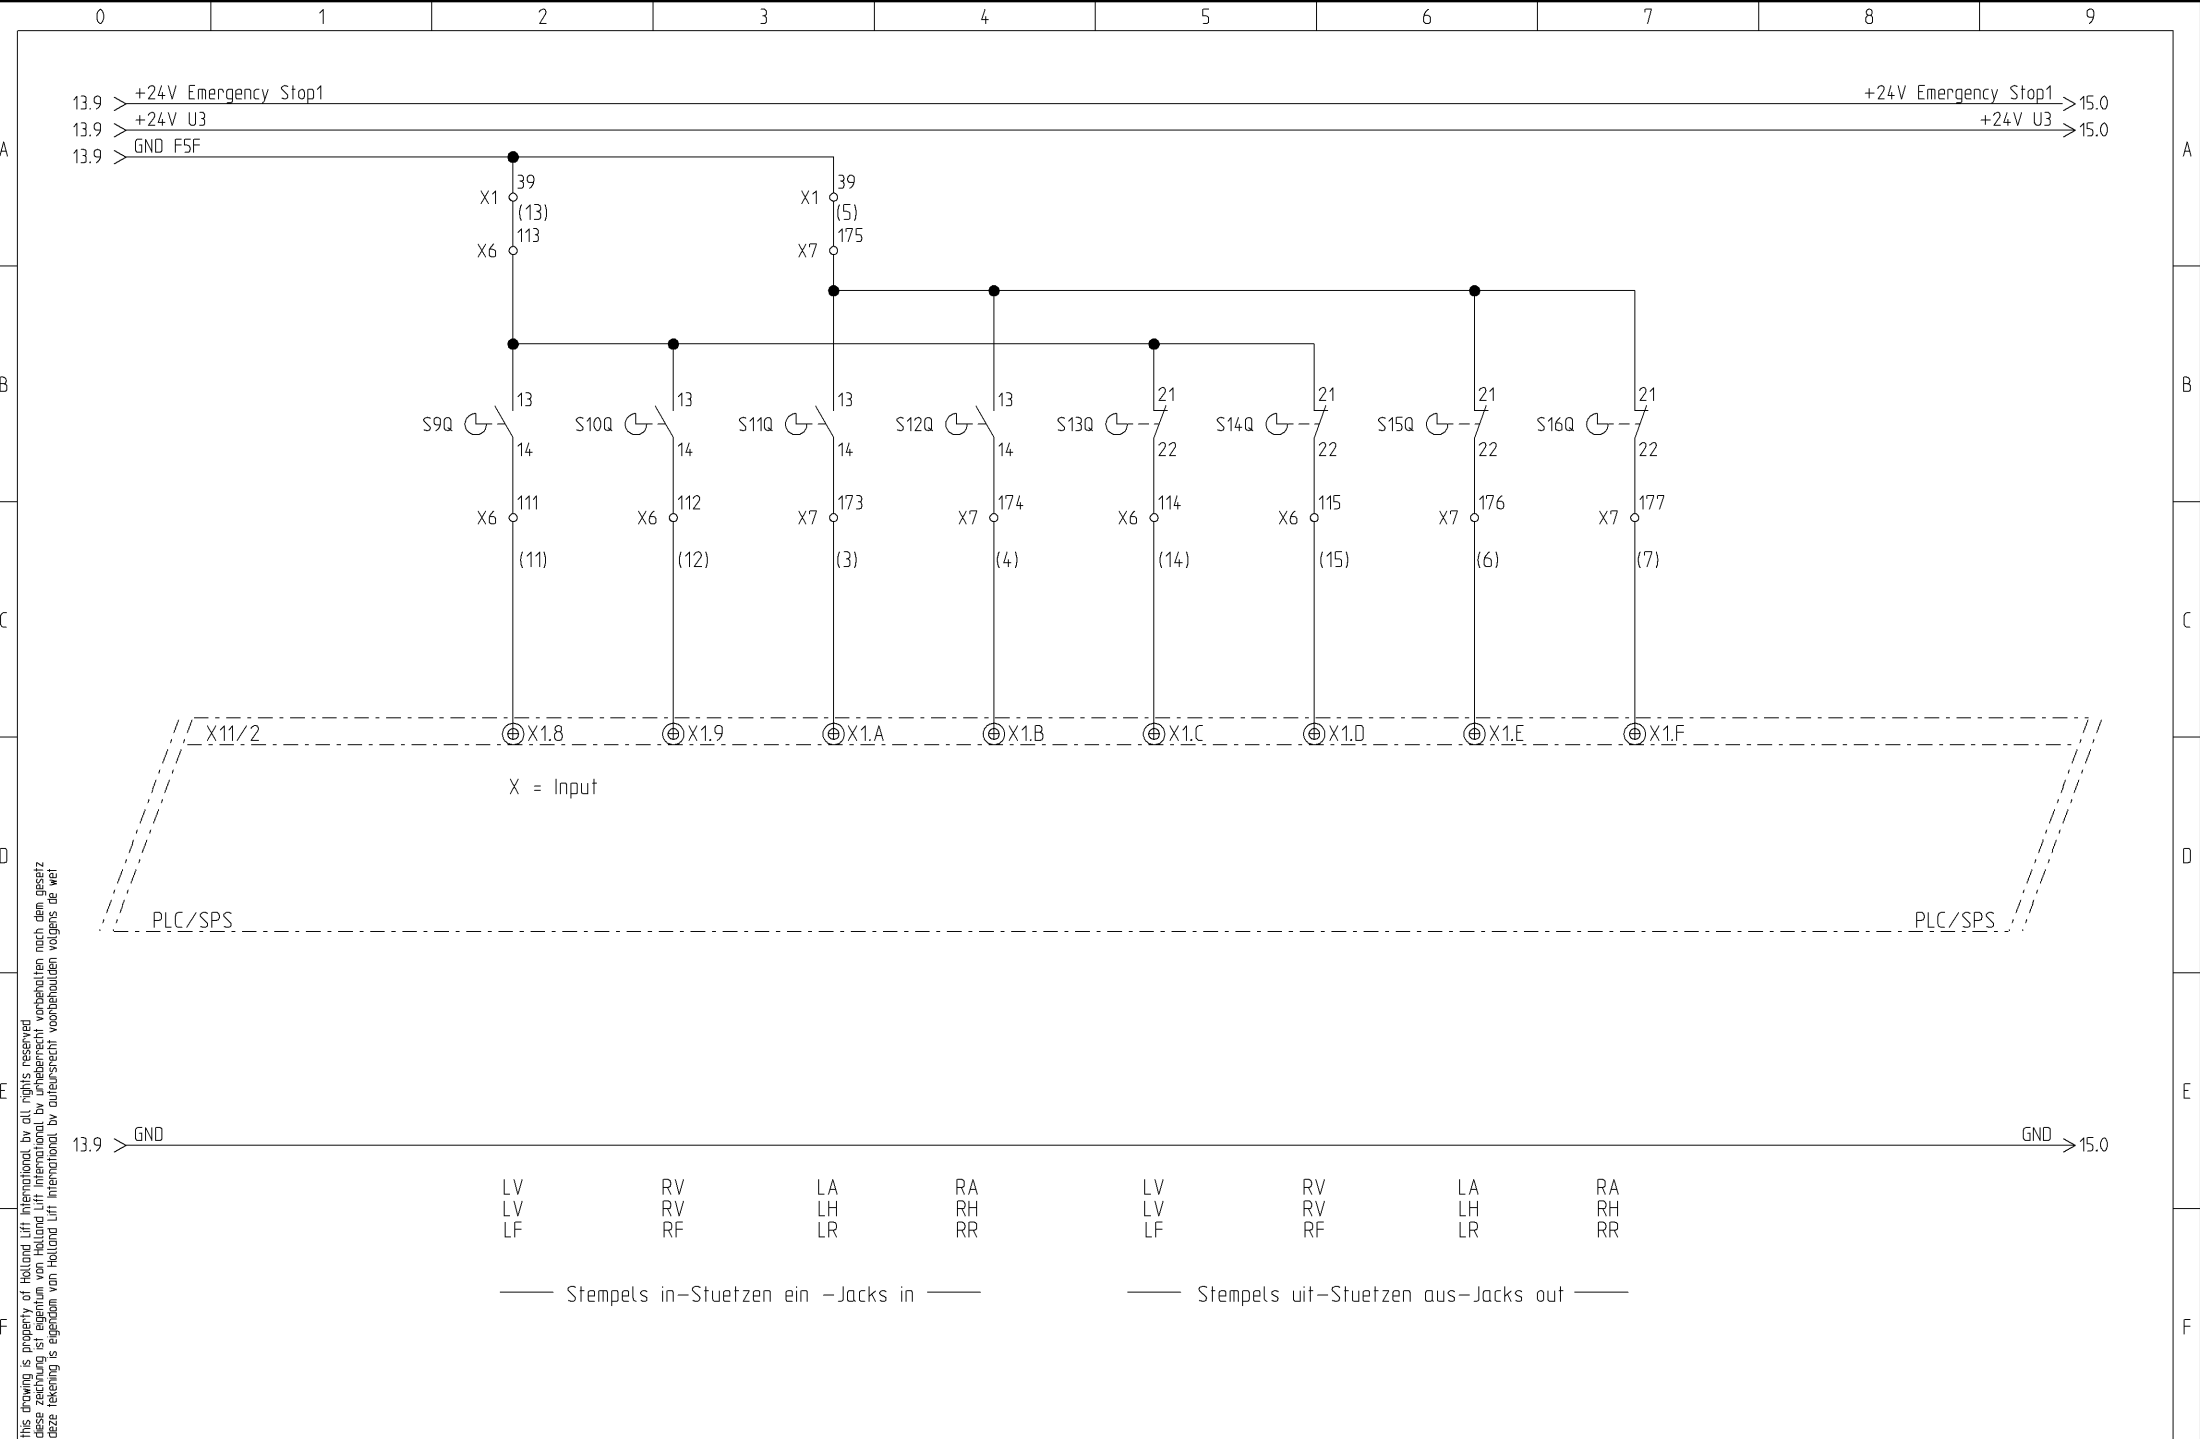 0 1 2 3 4 5 6 7 8 9
13.9 +24V Emergency Stop1 +24V Emergency Stop1 15.0
13.9 +24V U3 +24V U3 15.0
A 13.9 GND F5F A
39 39
X1 X1
(13) (5)
113 175
X6 X7
B B
13 13 13 13 21 21 21 21
S9Q S10Q S11Q S12Q S13Q S14Q S15Q S16Q
14 14 14 14 22 22 22 22
111 112 173 174 114 115 176 177
X6 X6 X7 X7 X6 X6 X7 X7
(11) (12) (3) (4) (14) (15) (6) (7)
C C
X11/2 X1.8 X1.9 X1.A X1.B X1.C X1.D X1.E X1.F
X = Input
D D
PLC/SPS PLC/SPS
E E
13.9 GND GND 15.0
LV RV LA RA LV RV LA RA
LV RV LH RH LV RV LH RH
LF RF LR RR LF RF LR RR
Stempels in-Stuetzen ein -Jacks in Stempels uit-Stuetzen aus-Jacks out
F F
this drawing is property of Holland Lift International bv all rights reserved
diese zeichnung ist eigentum von Holland Lift International bv urheberrecht vorbehalten nach dem gesetz
deze tekening is eigendom van Holland Lift International bv auteursrecht voorbehoulden volgens de wet